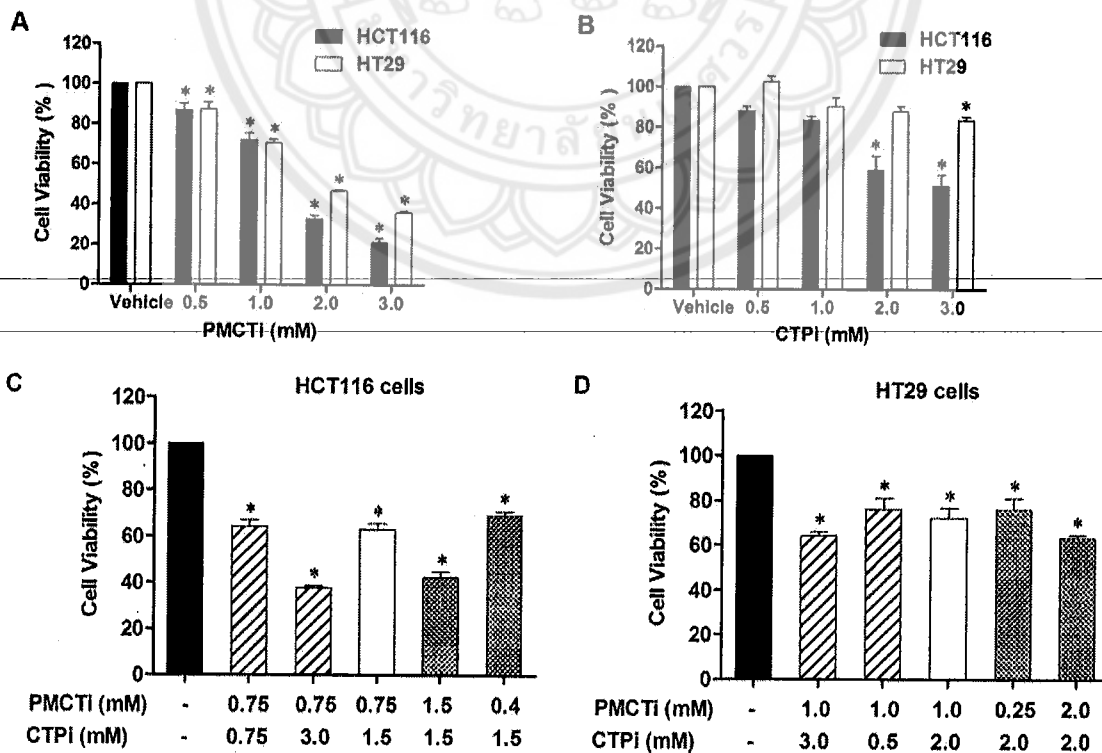 A
B
120
100
80
60
40
20
0
Cell Viability (%)
HCT116
HT29
* * * * * * * *
Vehicle 0.5 1.0 2.0 3.0
PMCTi (mM)
120
100
80
60
40
20
0
Cell Viability (%)
HCT116
HT29
* * *
Vehicle 0.5 1.0 2.0 3.0
CTPi (mM)
C
HCT116 cells
120
100
80
60
40
20
0
Cell Viability (%)
* * * * *
PMCTi (mM) - 0.75 0.75 0.75 1.5 0.4
CTPi (mM) - 0.75 3.0 1.5 1.5 1.5
D
HT29 cells
120
100
80
60
40
20
0
Cell Viability (%)
* * * * *
PMCTi (mM) - 1.0 1.0 1.0 0.25 2.0
CTPi (mM) - 3.0 0.5 2.0 2.0 2.0